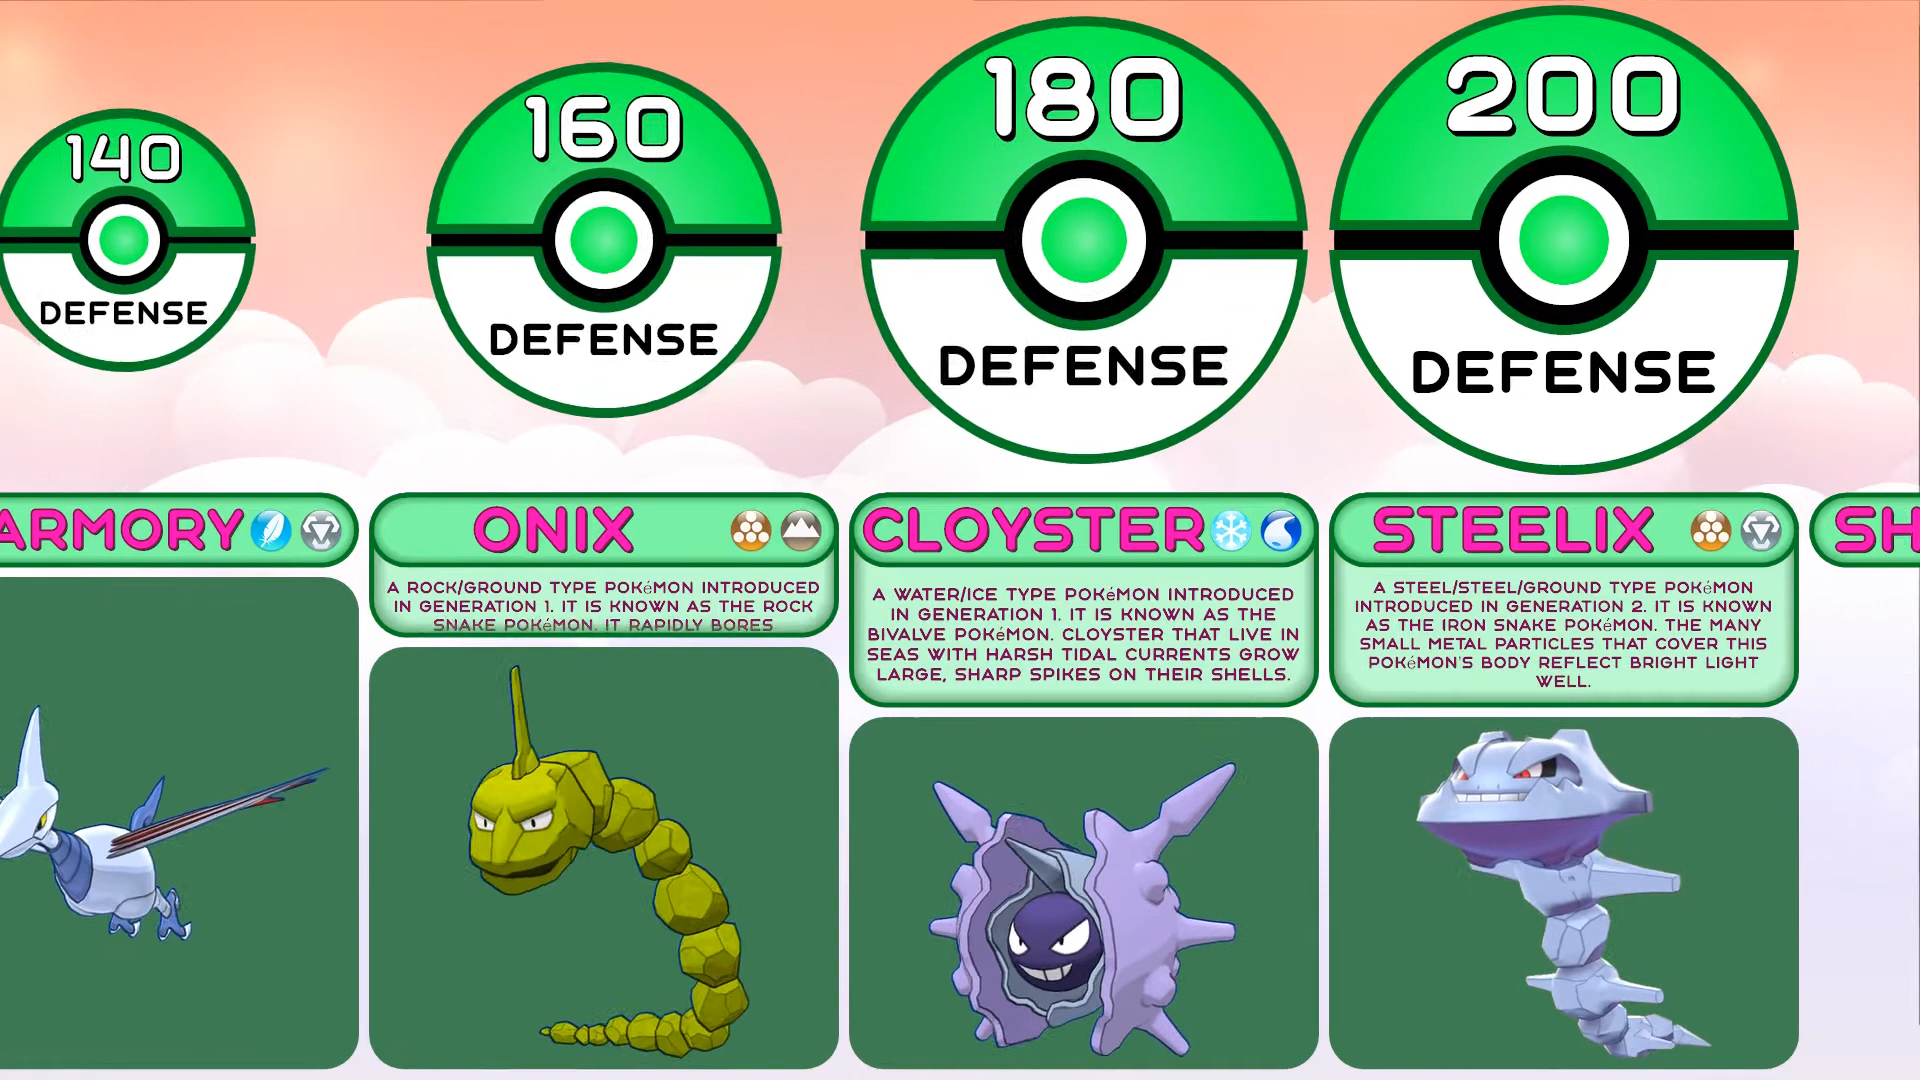 140
DEFENSE
160
DEFENSE
180
DEFENSE
200
DEFENSE
ARMORY
ONIX
A ROCK/GROUND TYPE POKéMON INTRODUCED
IN GENERATION 1. IT IS KNOWN AS THE ROCK
SNAKE POKéMON. IT RAPIDLY BORES
CLOYSTER
A WATER/ICE TYPE POKéMON INTRODUCED
IN GENERATION 1. IT IS KNOWN AS THE
BIVALVE POKéMON. CLOYSTER THAT LIVE IN
SEAS WITH HARSH TIDAL CURRENTS GROW
LARGE, SHARP SPIKES ON THEIR SHELLS.
STEELIX
A STEEL/STEEL/GROUND TYPE POKéMON
INTRODUCED IN GENERATION 2. IT IS KNOWN
AS THE IRON SNAKE POKéMON. THE MANY
SMALL METAL PARTICLES THAT COVER THIS
POKéMON'S BODY REFLECT BRIGHT LIGHT
WELL.
SH